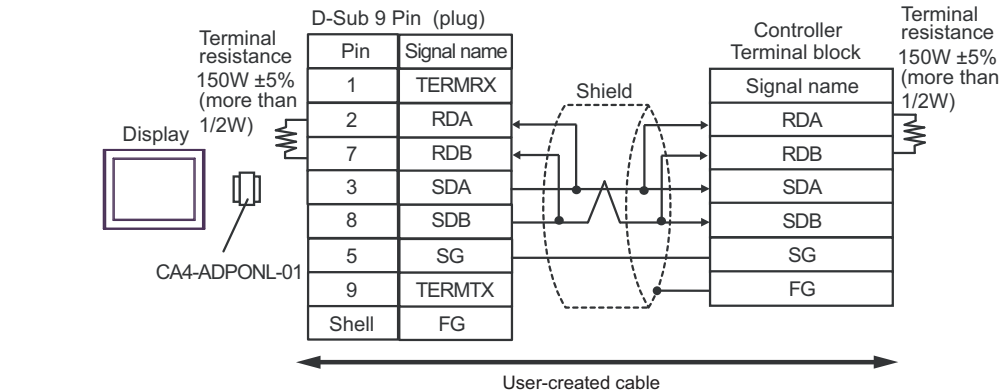 D-Sub 9 Pin (plug)
Terminal
resistance
150W ±5%
(more than
1/2W)
Pin Signal name
1 TERMRX
2 RDA
7 RDB
3 SDA
8 SDB
5 SG
9 TERMTX
Shell FG
Display
CA4-ADPONL-01
Shield
Controller
Terminal block
Signal name
RDA
RDB
SDA
SDB
SG
FG
Terminal
resistance
150W ±5%
(more than
1/2W)
User-created cable